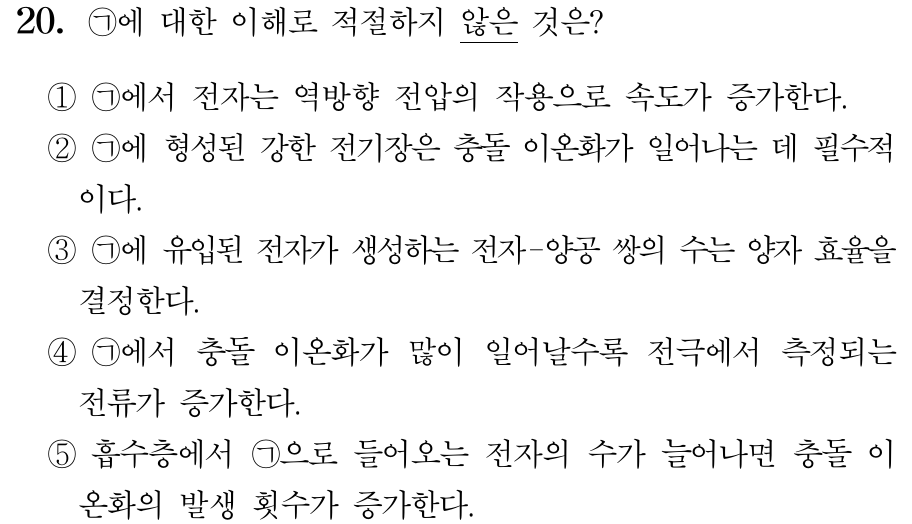 20. ㉠에 대한 이해로 적절하지 않은 것은?
① ㉠에서 전자는 역방향 전압의 작용으로 속도가 증가한다.
② ㉠에 형성된 강한 전기장은 충돌 이온화가 일어나는 데 필수적
이다.
③ ㉠에 유입된 전자가 생성하는 전자-양공 쌍의 수는 양자 효율을
결정한다.
④ ㉠에서 충돌 이온화가 많이 일어날수록 전극에서 측정되는
전류가 증가한다.
⑤ 흡수층에서 ㉠으로 들어오는 전자의 수가 늘어나면 충돌 이
온화의 발생 횟수가 증가한다.